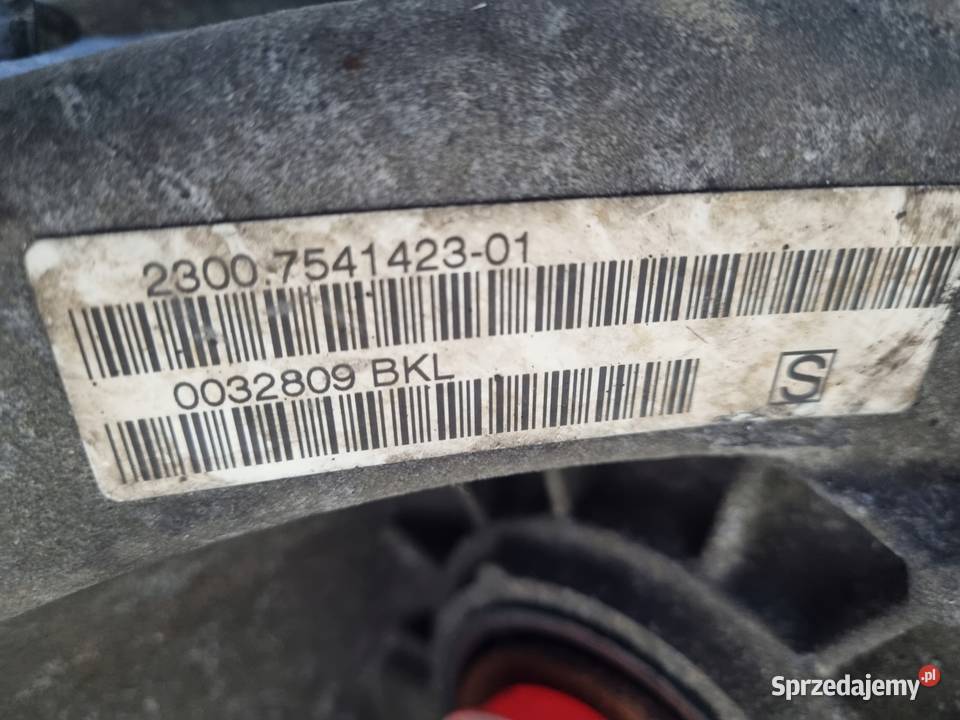 2300.7541423-01
0032809 BKL
S
Sprzedajemy.pl